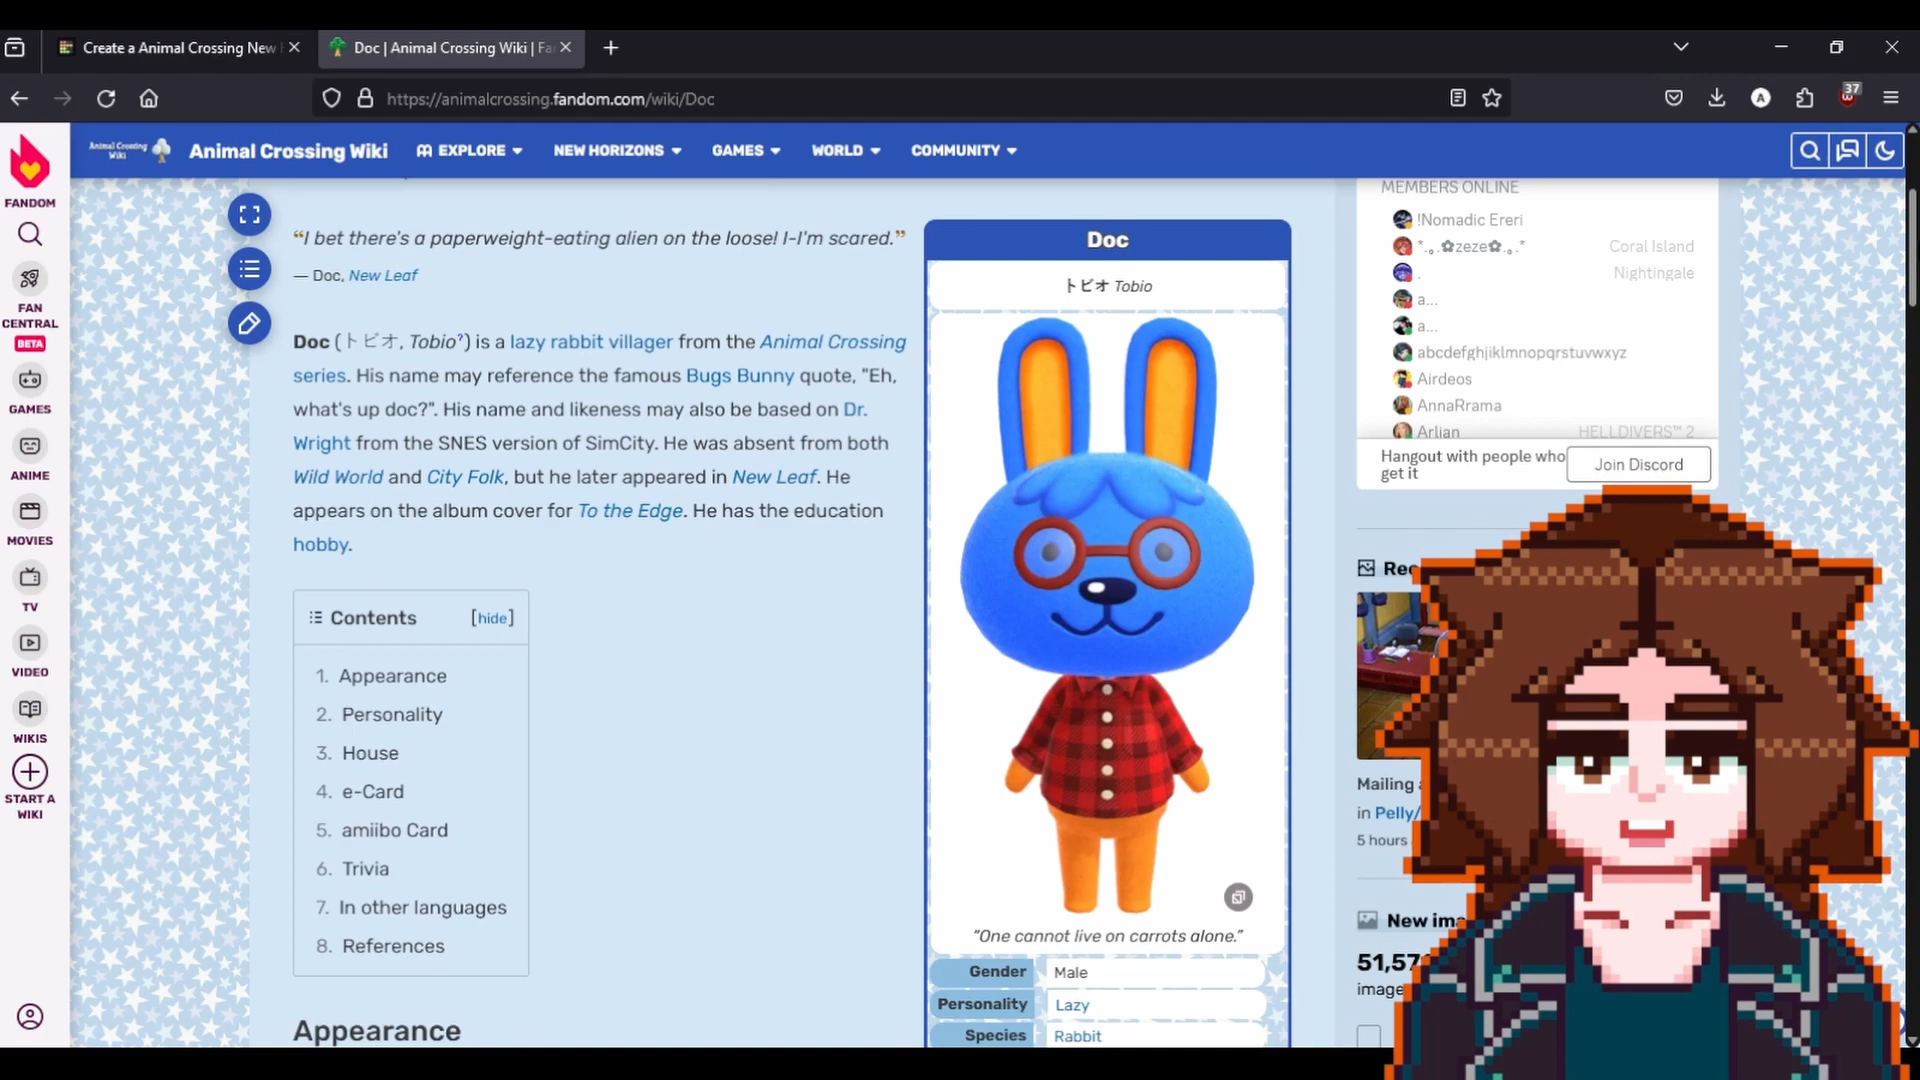 Create a Animal Crossing New
Doc | Animal Crossing Wiki | Fa
https://animalcrossing.fandom.com/wiki/Doc
A
37
Animal Crossing
Wiki
Animal Crossing Wiki
EXPLORE
NEW HORIZONS
GAMES
WORLD
COMMUNITY
FANDOM
FAN
CENTRAL
BETA
GAMES
ANIME
MOVIES
TV
VIDEO
WIKIS
START A
WIKI
“I bet there's a paperweight-eating alien on the loose! I-I'm scared.”
— Doc, New Leaf
Doc (トビオ, Tobio?) is a lazy rabbit villager from the Animal Crossing
series. His name may reference the famous Bugs Bunny quote, "Eh,
what's up doc?". His name and likeness may also be based on Dr.
Wright from the SNES version of SimCity. He was absent from both
Wild World and City Folk, but he later appeared in New Leaf. He
appears on the album cover for To the Edge. He has the education
hobby.
Contents [hide]
1. Appearance
2. Personality
3. House
4. e-Card
5. amiibo Card
6. Trivia
7. In other languages
8. References
Appearance
Doc
トビオ Tobio
“One cannot live on carrots alone.”
Gender Male
Personality Lazy
Species Rabbit
MEMBERS ONLINE
!Nomadic Ereri
*.｡.✿zeze✿.｡.* Coral Island
. Nightingale
a...
a...
abcdefghjiklmnopqrstuvwxyz
Airdeos
AnnaRrama
Arlian HELLDIVERS™ 2
Hangout with people who
get it
Join Discord
Rec
Mailing a
in Pelly/
5 hours
New ima
51,57
image